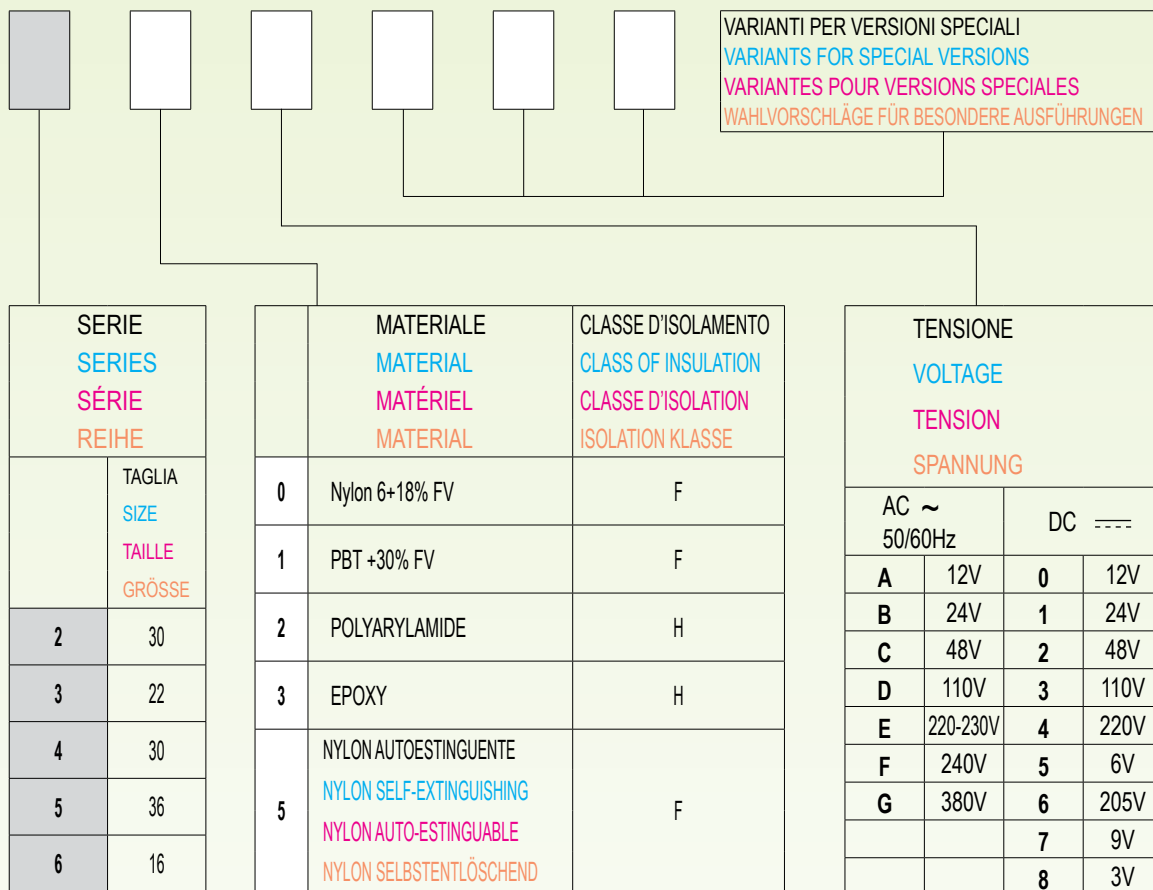 VARIANTI PER VERSIONI SPECIALI
VARIANTS FOR SPECIAL VERSIONS
VARIANTES POUR VERSIONS SPECIALES
WAHLVORSCHLÄGE FÜR BESONDERE AUSFÜHRUNGEN
SERIE
SERIES
SÉRIE
REIHE
TAGLIA
SIZE
TAILLE
GRÖSSE
2 30
3 22
4 30
5 36
6 16
MATERIALE CLASSE D'ISOLAMENTO
MATERIAL CLASS OF INSULATION
MATÉRIEL CLASSE D'ISOLATION
MATERIAL ISOLATION KLASSE
0 Nylon 6+18% FV F
1 PBT +30% FV F
2 POLYARYLAMIDE H
3 EPOXY H
NYLON AUTOESTINGUENTE
NYLON SELF-EXTINGUISHING
5 F
NYLON AUTO-ESTINGUABLE
NYLON SELBSTENTLÖSCHEND
TENSIONE
VOLTAGE
TENSION
SPANNUNG
AC ~ DC
50/60Hz
A 12V 0 12V
B 24V 1 24V
C 48V 2 48V
D 110V 3 110V
E 220-230V 4 220V
F 240V 5 6V
G 380V 6 205V
7 9V
8 3V